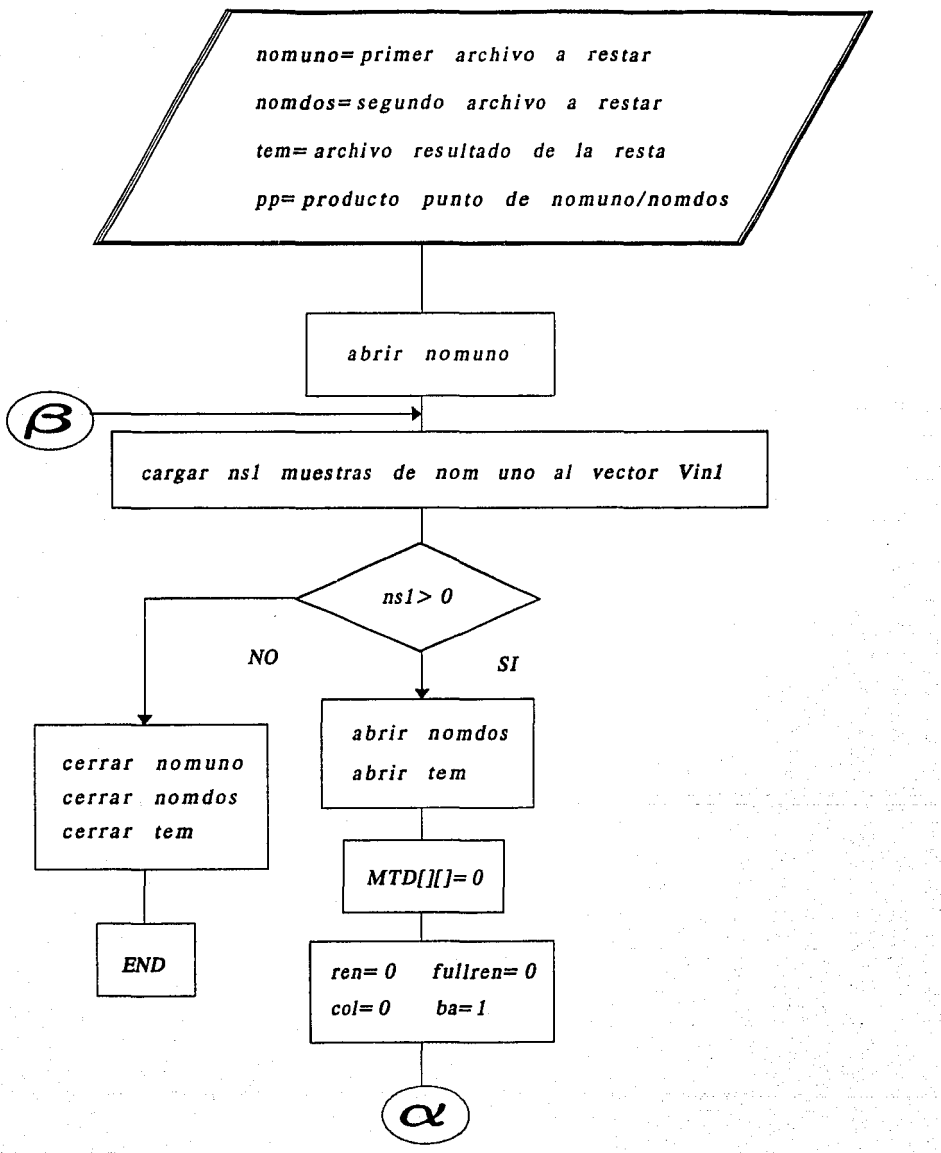 nomuno= primer archivo a restar
nomdos= segundo archivo a restar
tem= archivo resultado de la resta
pp= producto punto de nomuno/nomdos
abrir nomuno
β
cargar ns1 muestras de nom uno al vector Vin1
ns1> 0
NO
SI
abrir nomdos
abrir tem
cerrar nomuno
cerrar nomdos
cerrar tem
MTD[][]= 0
END
ren= 0 fullren= 0
col= 0 ba= 1
α